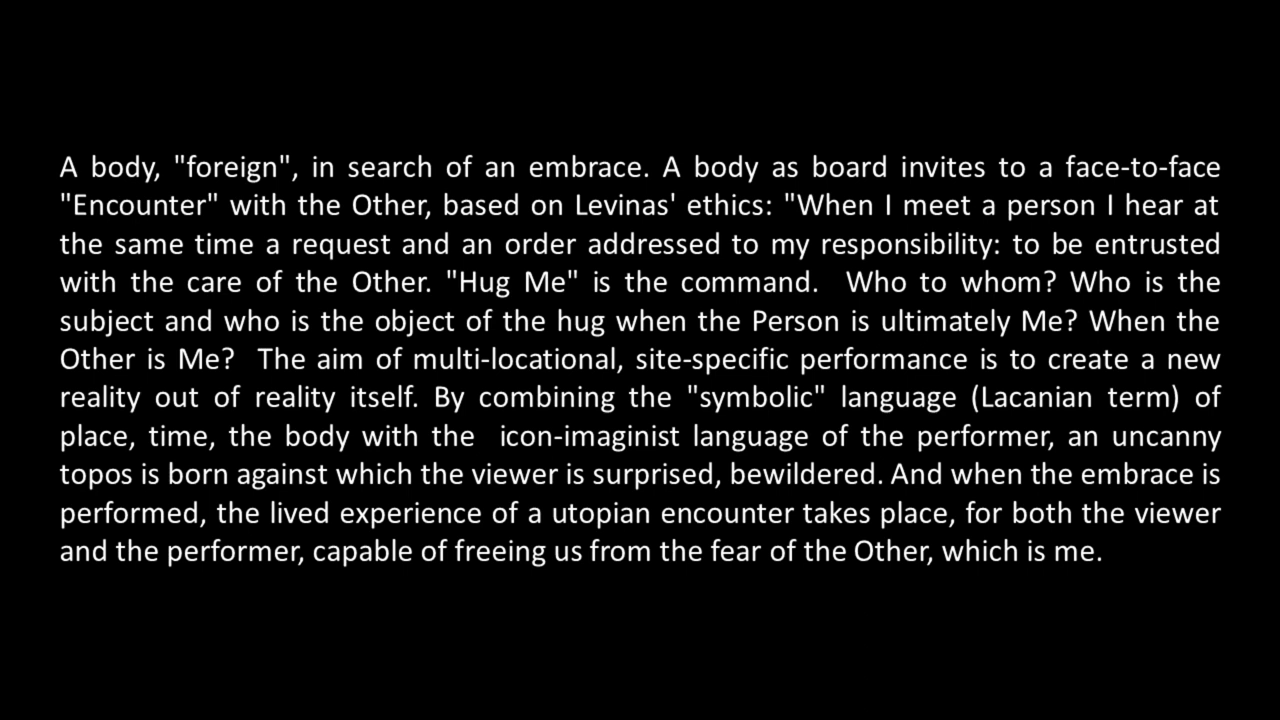 A body, "foreign", in search of an embrace. A body as board invites to a face-to-face
"Encounter" with the Other, based on Levinas' ethics: "When I meet a person I hear at
the same time a request and an order addressed to my responsibility: to be entrusted
with the care of the Other. "Hug Me" is the command.  Who to whom? Who is the
subject and who is the object of the hug when the Person is ultimately Me? When the
Other is Me?  The aim of multi-locational, site-specific performance is to create a new
reality out of reality itself. By combining the "symbolic" language (Lacanian term) of
place, time, the body with the  icon-imaginist language of the performer, an uncanny
topos is born against which the viewer is surprised, bewildered. And when the embrace is
performed, the lived experience of a utopian encounter takes place, for both the viewer
and the performer, capable of freeing us from the fear of the Other, which is me.